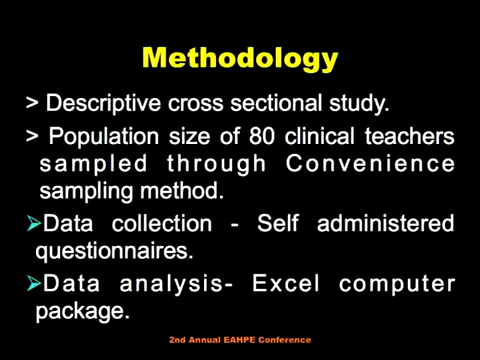 Methodology
> Descriptive cross sectional study.
> Population size of 80 clinical teachers
sampled through Convenience
sampling method.
➢Data collection - Self administered
questionnaires.
➢Data analysis- Excel computer
package.
2nd Annual EAHPE Conference